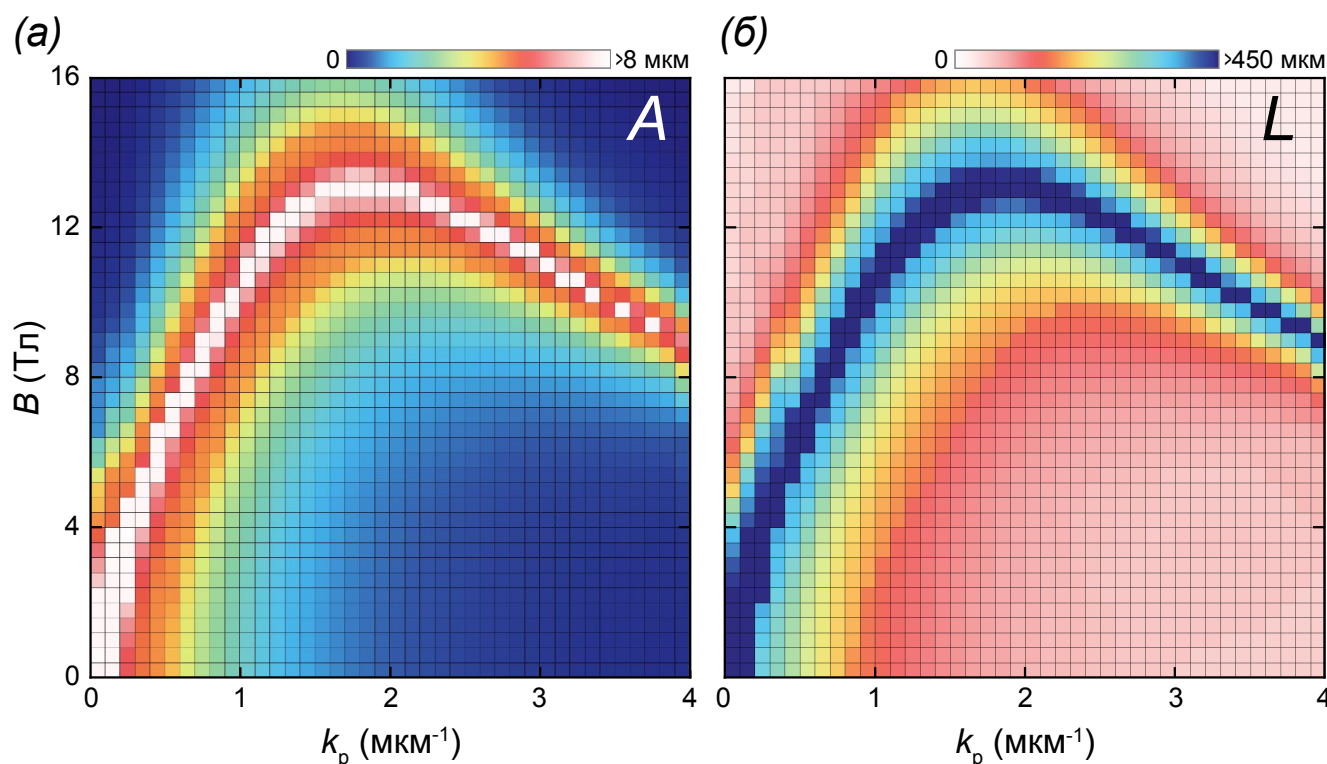 (а)
0 >8 мкм
A
16
12
8
4
0
B (Тл)
0 1 2 3 4
kp (мкм-1)
(б)
0 >450 мкм
L
0 1 2 3 4
kp (мкм-1)